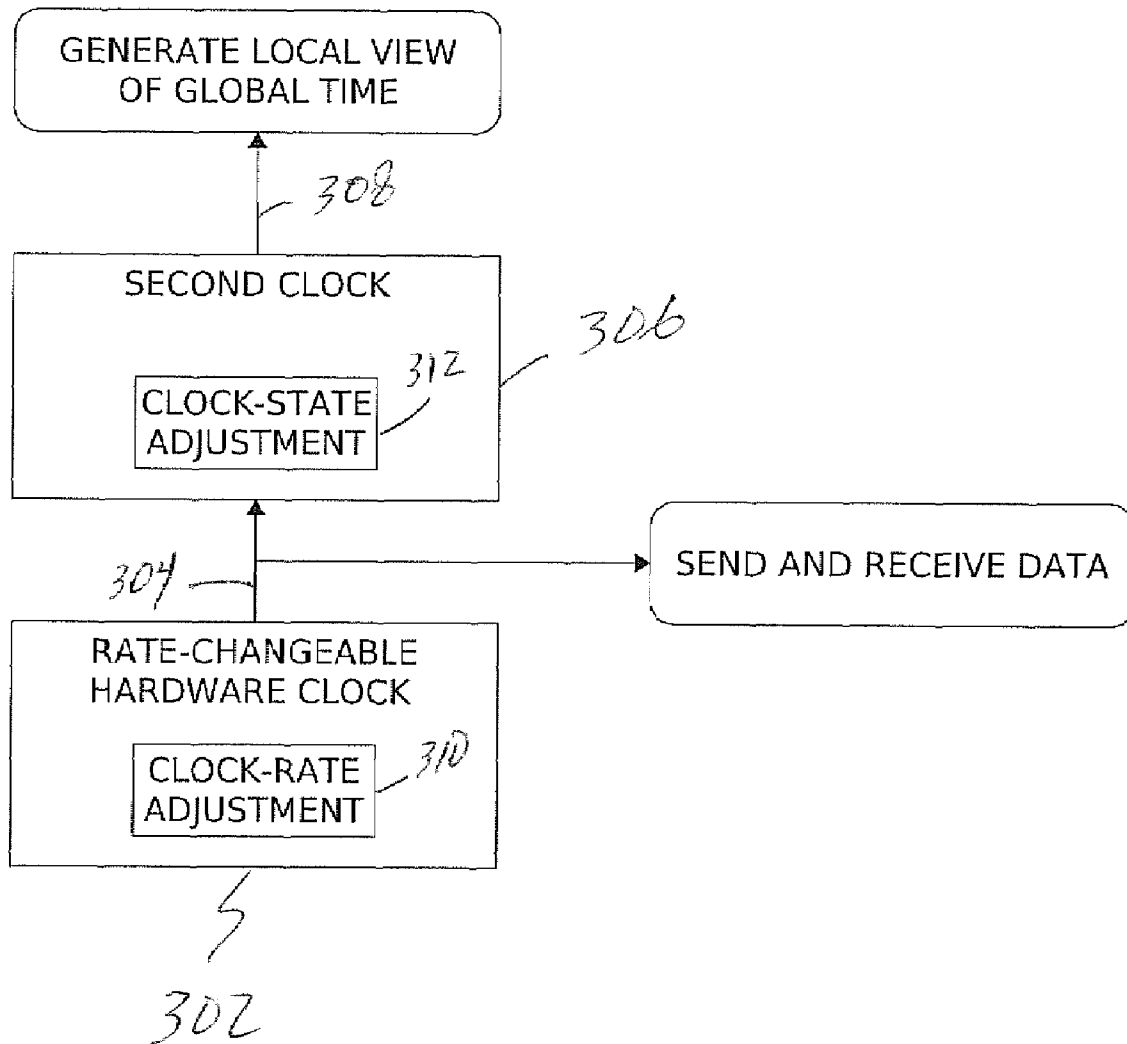 GENERATE LOCAL VIEW
OF GLOBAL TIME
308
SECOND CLOCK
306
312
CLOCK-STATE
ADJUSTMENT
304
SEND AND RECEIVE DATA
RATE-CHANGEABLE
HARDWARE CLOCK
310
CLOCK-RATE
ADJUSTMENT
302